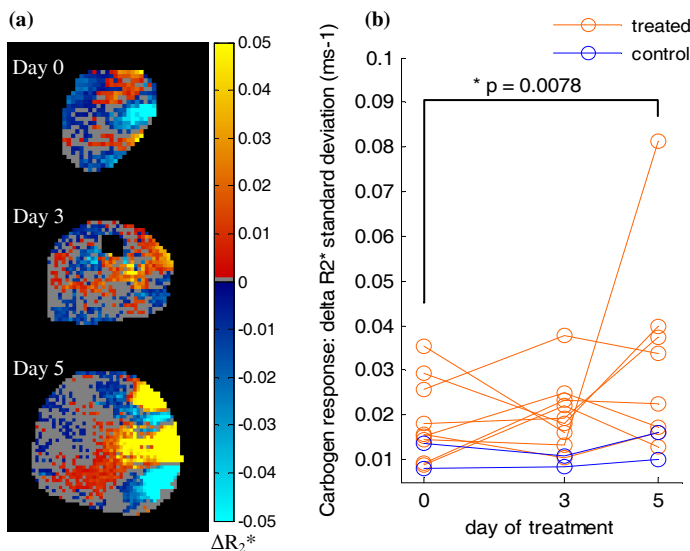 (a)
Day 0
Day 3
Day 5
0.05
0.04
0.03
0.02
0.01
0
-0.01
-0.02
-0.03
-0.04
-0.05
ΔR₂*
(b)
treated
control
* p = 0.0078
Carbogen response: delta R2* standard deviation (ms-1)
0.1
0.09
0.08
0.07
0.06
0.05
0.04
0.03
0.02
0.01
0
3
5
day of treatment